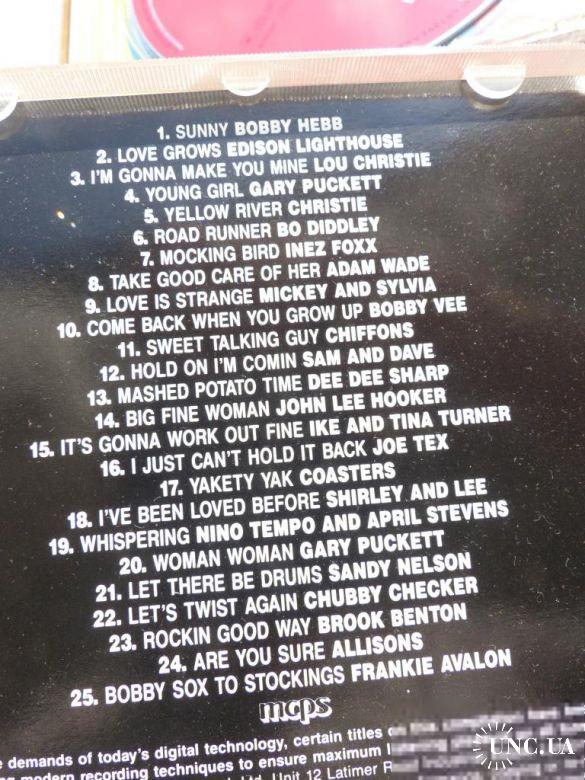 1. SUNNY BOBBY HEBB
2. LOVE GROWS EDISON LIGHTHOUSE
3. I'M GONNA MAKE YOU MINE LOU CHRISTIE
4. YOUNG GIRL GARY PUCKETT
5. YELLOW RIVER CHRISTIE
6. ROAD RUNNER BO DIDDLEY
7. MOCKING BIRD INEZ FOXX
8. TAKE GOOD CARE OF HER ADAM WADE
9. LOVE IS STRANGE MICKEY AND SYLVIA
10. COME BACK WHEN YOU GROW UP BOBBY VEE
11. SWEET TALKING GUY CHIFFONS
12. HOLD ON I'M COMIN SAM AND DAVE
13. MASHED POTATO TIME DEE DEE SHARP
14. BIG FINE WOMAN JOHN LEE HOOKER
15. IT'S GONNA WORK OUT FINE IKE AND TINA TURNER
16. I JUST CAN'T HOLD IT BACK JOE TEX
17. YAKETY YAK COASTERS
18. I'VE BEEN LOVED BEFORE SHIRLEY AND LEE
19. WHISPERING NINO TEMPO AND APRIL STEVENS
20. WOMAN WOMAN GARY PUCKETT
21. LET THERE BE DRUMS SANDY NELSON
22. LET'S TWIST AGAIN CHUBBY CHECKER
23. ROCKIN GOOD WAY BROOK BENTON
24. ARE YOU SURE ALLISONS
25. BOBBY SOX TO STOCKINGS FRANKIE AVALON
mcps
e demands of today's digital technology, certain titles
modern recording techniques to ensure maximum
Ltd. Unit 12 Latimer
UNC.UA